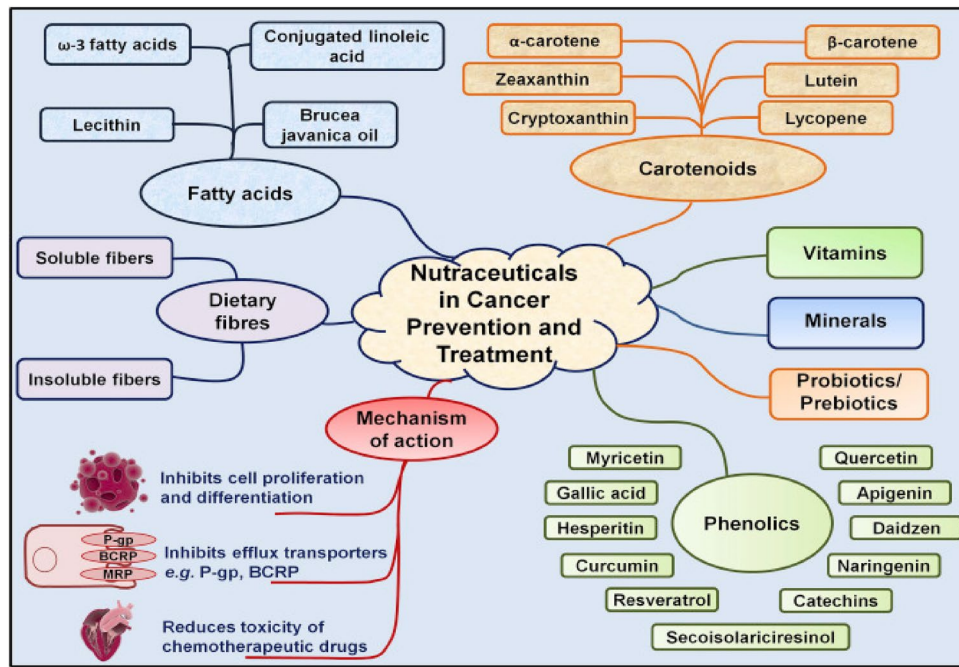 ω-3 fatty acids
Conjugated linoleic
acid
Lecithin
Brucea
javanica oil
Fatty acids
α-carotene
β-carotene
Zeaxanthin
Lutein
Cryptoxanthin
Lycopene
Carotenoids
Soluble fibers
Dietary
fibres
Insoluble fibers
Nutraceuticals
in Cancer
Prevention and
Treatment
Vitamins
Minerals
Probiotics/
Prebiotics
Mechanism
of action
Inhibits cell proliferation
and differentiation
P-gp
BCRP
MRP
Inhibits efflux transporters
e.g. P-gp, BCRP
Reduces toxicity of
chemotherapeutic drugs
Phenolics
Myricetin
Quercetin
Gallic acid
Apigenin
Hesperitin
Daidzen
Curcumin
Naringenin
Resveratrol
Catechins
Secoisolariciresinol